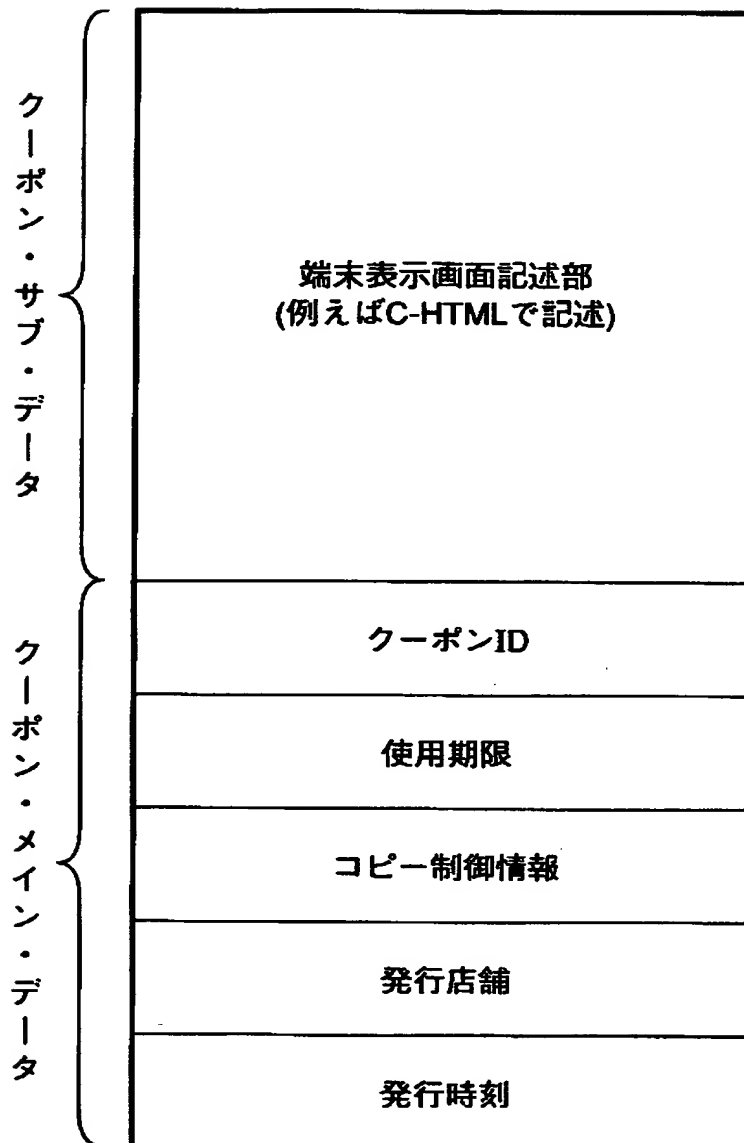 クーポン・サブ・データ
端末表示画面記述部
(例えばC-HTMLで記述)
クーポン・メイン・データ
クーポンID
使用期限
コピー制御情報
発行店舗
発行時刻